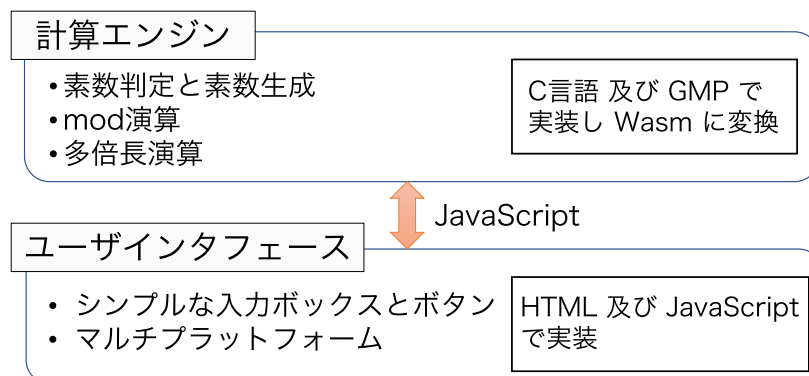 計算エンジン
•素数判定と素数生成
•mod演算
•多倍長演算
C言語 及び GMP で
実装し Wasm に変換
JavaScript
ユーザインタフェース
• シンプルな入力ボックスとボタン
• マルチプラットフォーム
HTML 及び JavaScript
で実装